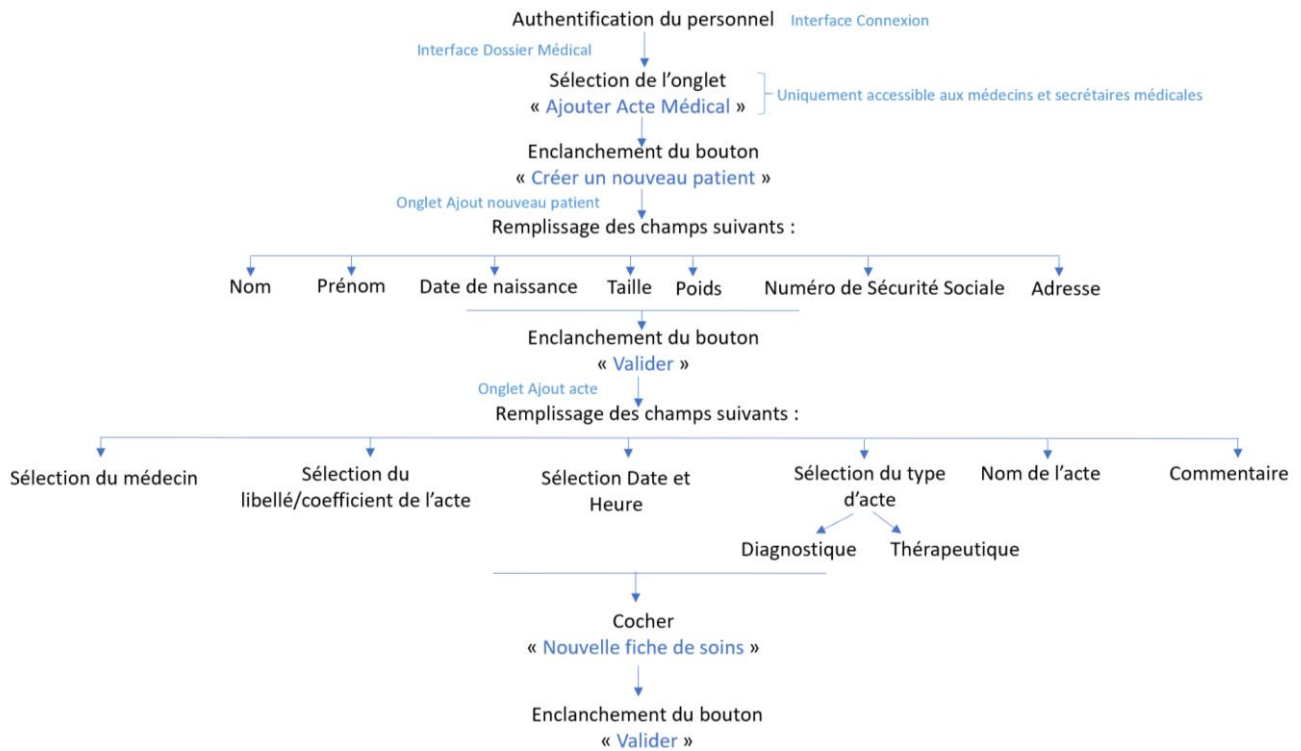 Authentification du personnel Interface Connexion
Interface Dossier Médical
Sélection de l’onglet
« Ajouter Acte Médical »
Uniquement accessible aux médecins et secrétaires médicales
Enclanchement du bouton
« Créer un nouveau patient »
Onglet Ajout nouveau patient
Remplissage des champs suivants :
Nom Prénom Date de naissance Taille Poids Numéro de Sécurité Sociale Adresse
Enclanchement du bouton
« Valider »
Onglet Ajout acte
Remplissage des champs suivants :
Sélection du médecin
Sélection du
libellé/coefficient de l’acte
Sélection Date et
Heure
Sélection du type
d’acte
Nom de l’acte
Commentaire
Diagnostique Thérapeutique
Cocher
« Nouvelle fiche de soins »
Enclanchement du bouton
« Valider »